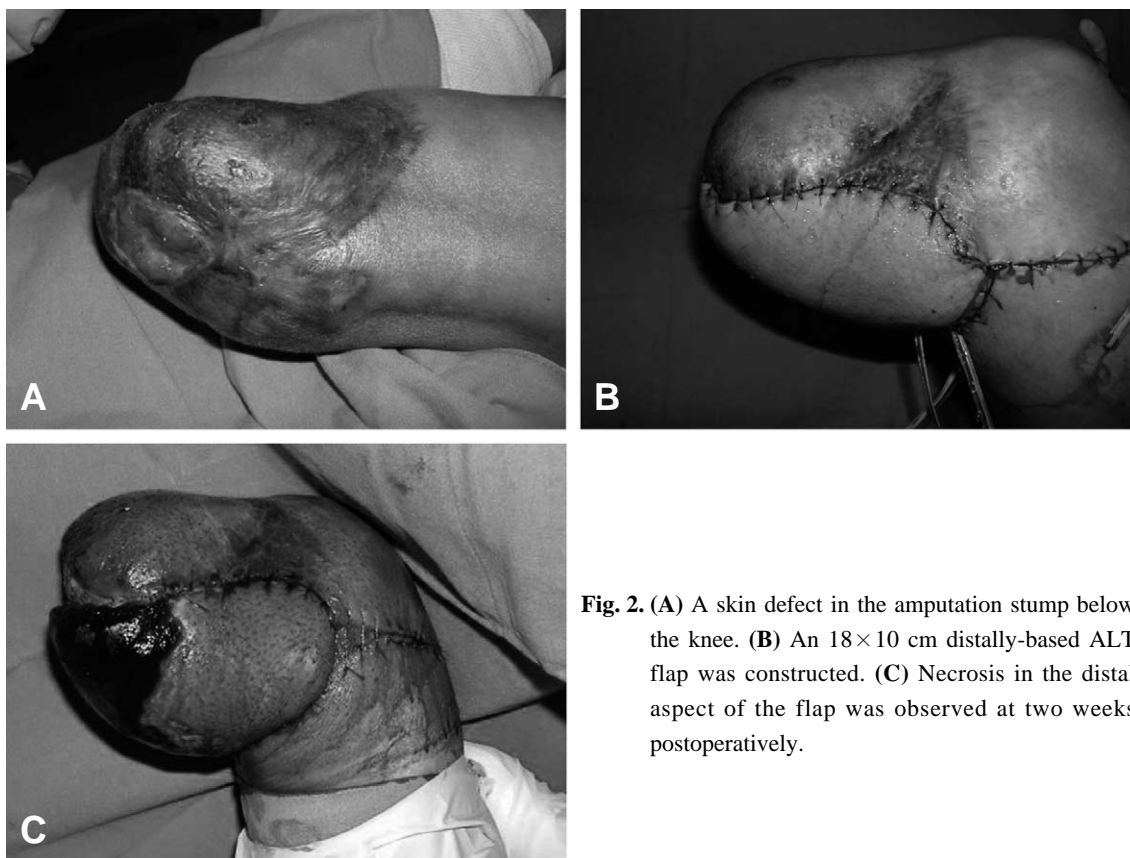 A
B
C
Fig. 2. (A) A skin defect in the amputation stump below
the knee. (B) An 18×10 cm distally-based ALT
flap was constructed. (C) Necrosis in the distal
aspect of the flap was observed at two weeks
postoperatively.